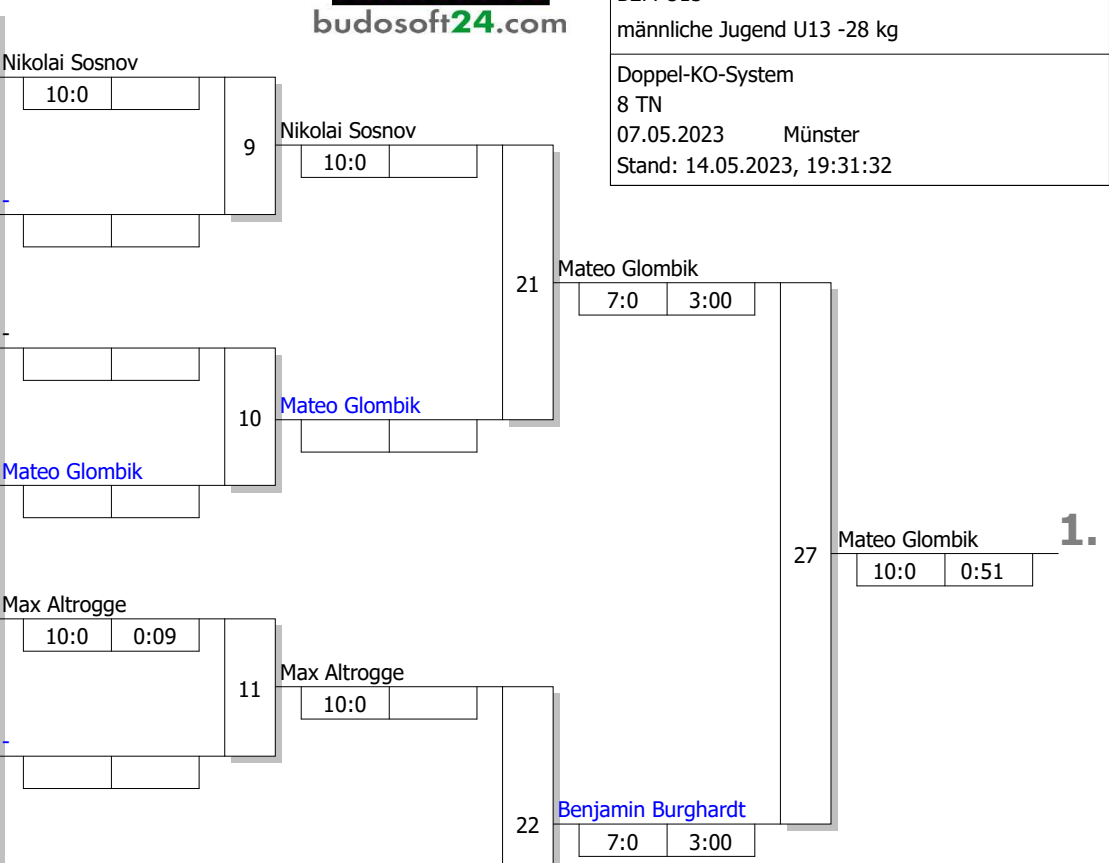 budosoft24.com
männliche Jugend U13 -28 kg
Doppel-KO-System
8 TN
07.05.2023 Münster
Stand: 14.05.2023, 19:31:32
Nikolai Sosnov
10:0
9
Nikolai Sosnov
10:0
-
21
Mateo Glombik
7:0 3:00
-
10
Mateo Glombik
Mateo Glombik
27
Mateo Glombik
1.
10:0 0:51
Max Altrogge
10:0 0:09
11
Max Altrogge
10:0
-
22
Benjamin Burghardt
7:0 3:00